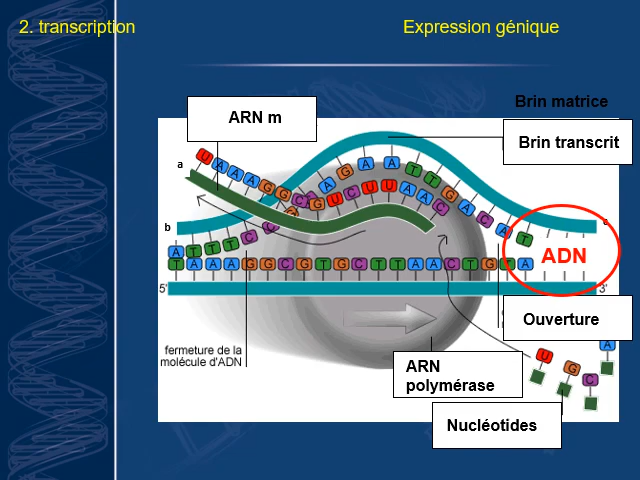 2. transcription
Expression génique
Brin matrice
ARN m
Brin transcrit
a
U A A A G G C
A G A A T T G A C A T
G U C U U A A C
b
c
A T T T C C G
ADN
T A A A G G C G T G C T T A A C T G T A
5'
3'
Ouverture
fermeture de la
molécule d'ADN
ARN
polymérase
U G C A
Nucléotides